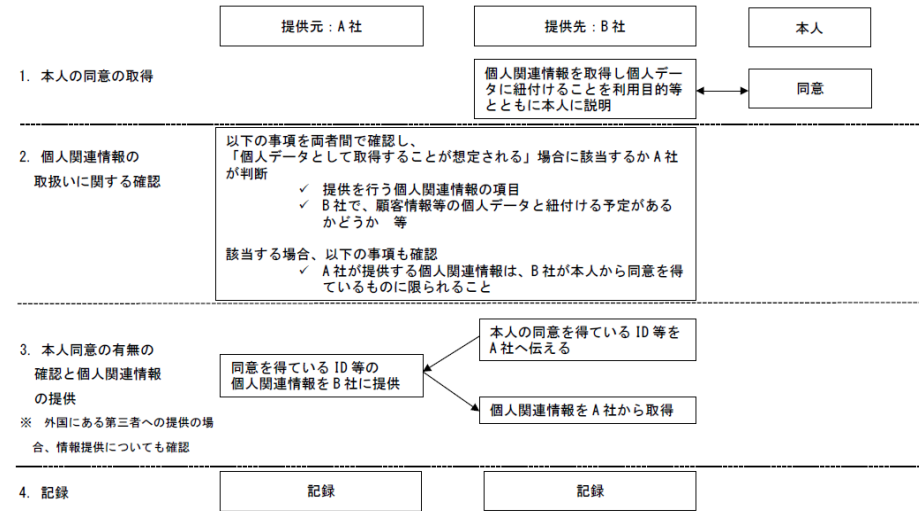 提供元：A社
提供先：B社
本人
1. 本人の同意の取得
個人関連情報を取得し個人デー
タに紐付けることを利用目的等
とともに本人に説明
同意
2. 個人関連情報の
取扱いに関する確認
以下の事項を両者間で確認し、
「個人データとして取得することが想定される」場合に該当するかA社
が判断
✓ 提供を行う個人関連情報の項目
✓ B社で、顧客情報等の個人データと紐付ける予定がある
かどうか 等
該当する場合、以下の事項も確認
✓ A社が提供する個人関連情報は、B社が本人から同意を得
ているものに限られること
3. 本人同意の有無の
確認と個人関連情報
の提供
※ 外国にある第三者への提供の場
合、情報提供についても確認
本人の同意を得ているID等を
A社へ伝える
同意を得ているID等の
個人関連情報をB社に提供
個人関連情報をA社から取得
4. 記録
記録
記録